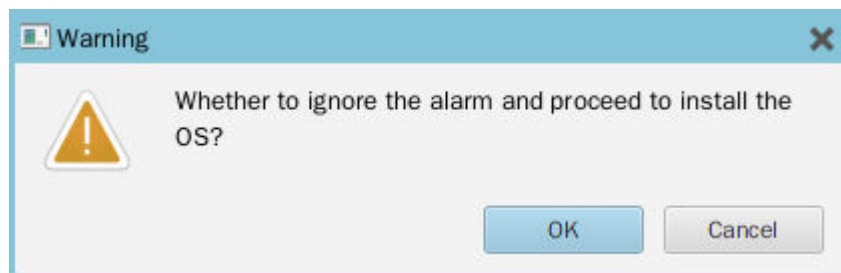 Warning
Whether to ignore the alarm and proceed to install the
OS?
OK
Cancel